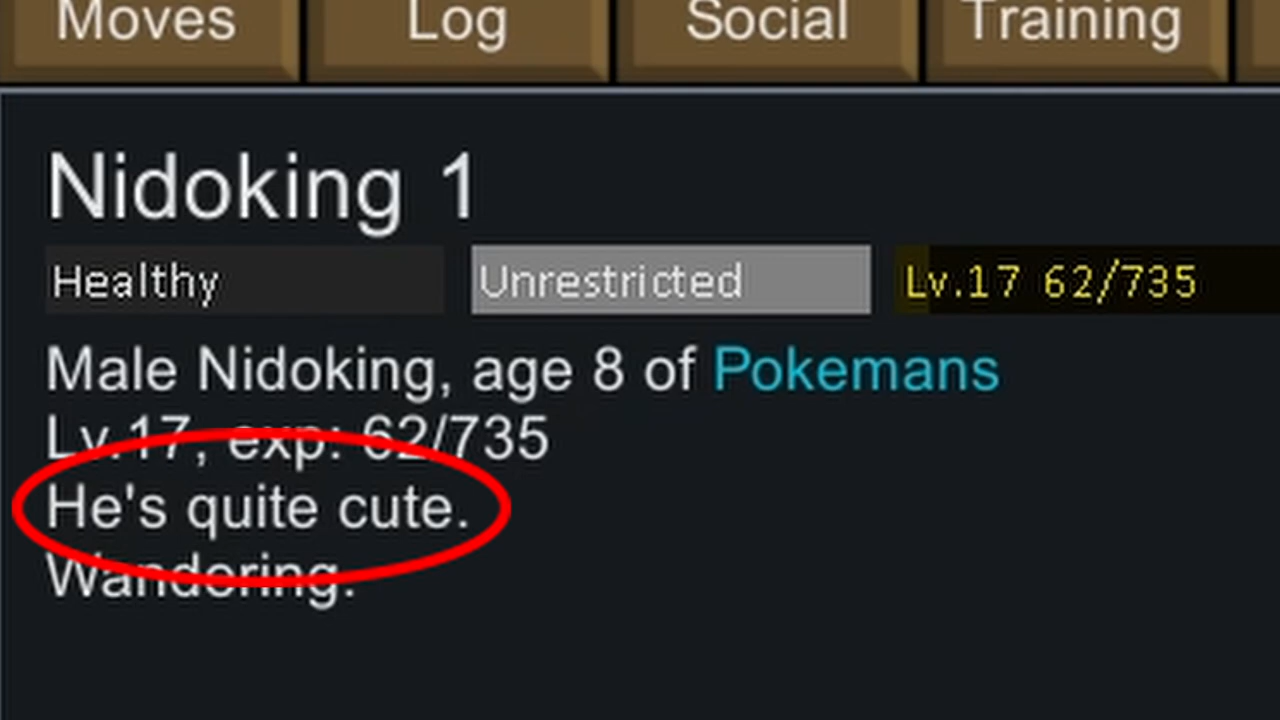 Moves Log Social Training
Nidoking 1
Healthy Unrestricted Lv.17 62/735
Male Nidoking, age 8 of Pokemans
Lv.17, exp: 62/735
He's quite cute.
Wandering.